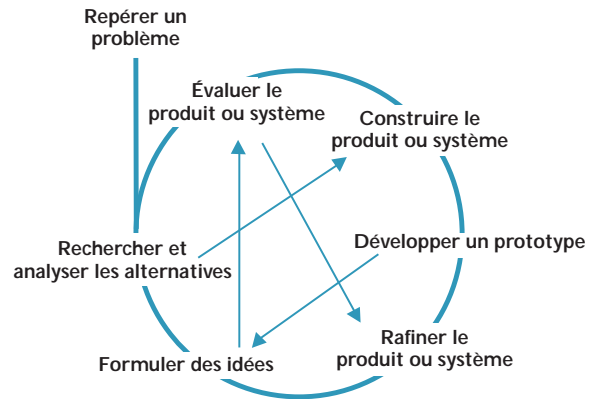 Repérer un
problème
Évaluer le
produit ou système
Construire le
produit ou système
Rechercher et
analyser les alternatives
Développer un prototype
Formuler des idées
Rafiner le
produit ou système